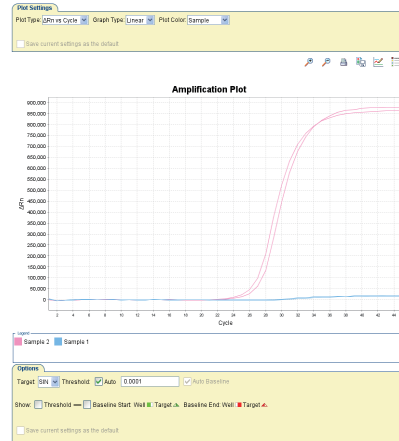 Plot Settings
Plot Type: ΔRn vs Cycle Graph Type: Linear Plot Color: Sample
Save current settings as the default
Amplification Plot
900,000
850,000
800,000
750,000
700,000
650,000
600,000
550,000
500,000
450,000
400,000
350,000
300,000
250,000
200,000
150,000
100,000
50,000
0
ΔRn
2 4 6 8 10 12 14 16 18 20 22 24 26 28 30 32 34 36 38 40 42 44
Cycle
Legend
Sample 2 Sample 1
Options
Target: SIN Threshold: Auto 0.0001 Auto Baseline
Show: Threshold Baseline Start: Well Target Baseline End: Well Target
Save current settings as the default